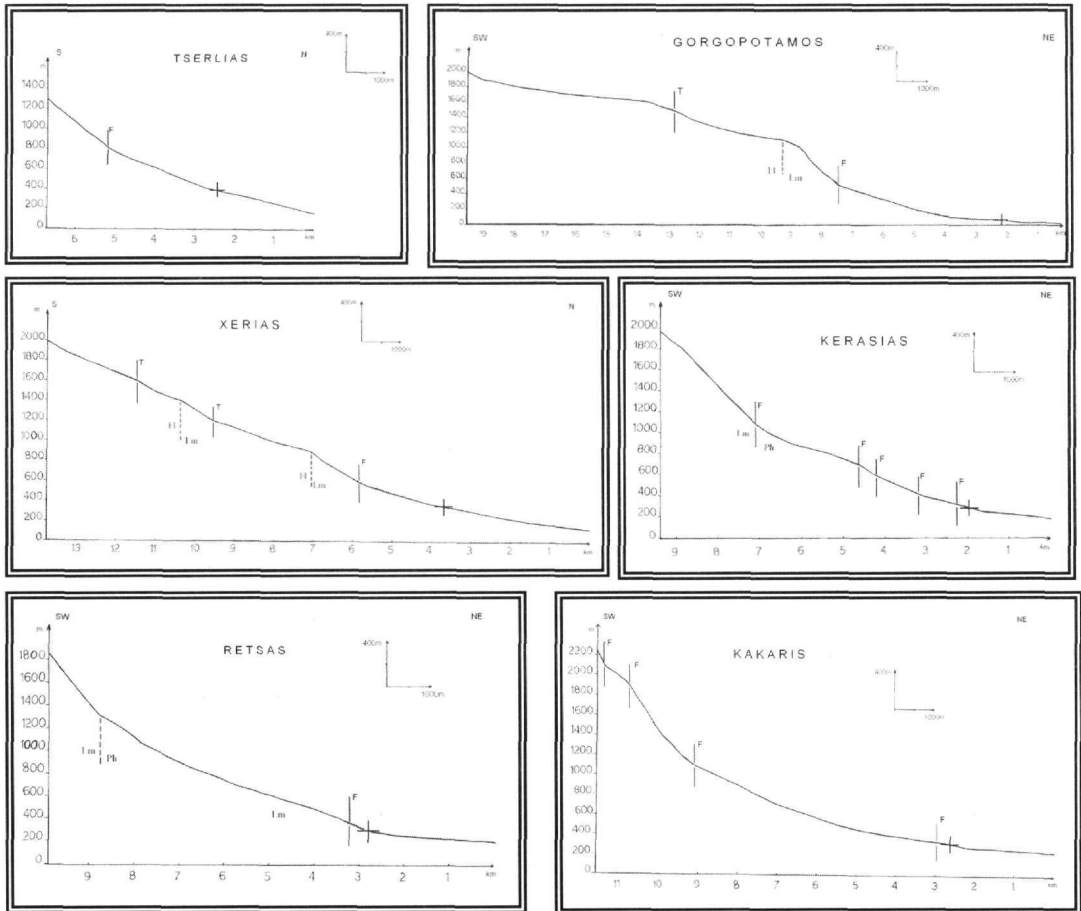 S
TSERLIAS
N
400m
1000m
m
1400
1200
1000
800
600
400
200
0
F
6 5 4 3 2 1 km
SW
GORGOPOTAMOS
NE
400m
1000m
m
2000
1800
1600
1400
1200
1000
800
600
400
200
0
T
Fl Lm
F
19 18 17 16 15 14 13 12 11 10 9 8 7 6 5 4 3 2 1 km
S
XERIAS
N
400m
1000m
m
2000
1800
1600
1400
1200
1000
800
600
400
200
0
T
Fl Lm
T
Fl Lm
F
13 12 11 10 9 8 7 6 5 4 3 2 1 km
SW
KERASIAS
NE
400m
1000m
m
2000
1800
1600
1400
1200
1000
800
600
400
200
0
F
Lm Ph
F F F F
9 8 7 6 5 4 3 2 1 km
SW
RETSAS
NE
400m
1000m
m
1800
1600
1400
1200
1000
800
600
400
200
0
Lm Ph
Lm
F
9 8 7 6 5 4 3 2 1 km
SW
KAKARIS
NE
400m
1000m
m
2200
2000
1800
1600
1400
1200
1000
800
600
400
200
0
F F F F
11 10 9 8 7 6 5 4 3 2 1 km